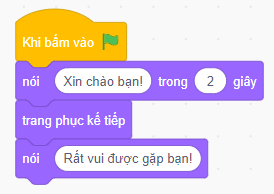 Khi bấm vào
nói Xin chào bạn! trong 2 giây
trang phục kế tiếp
nói Rất vui được gặp bạn!